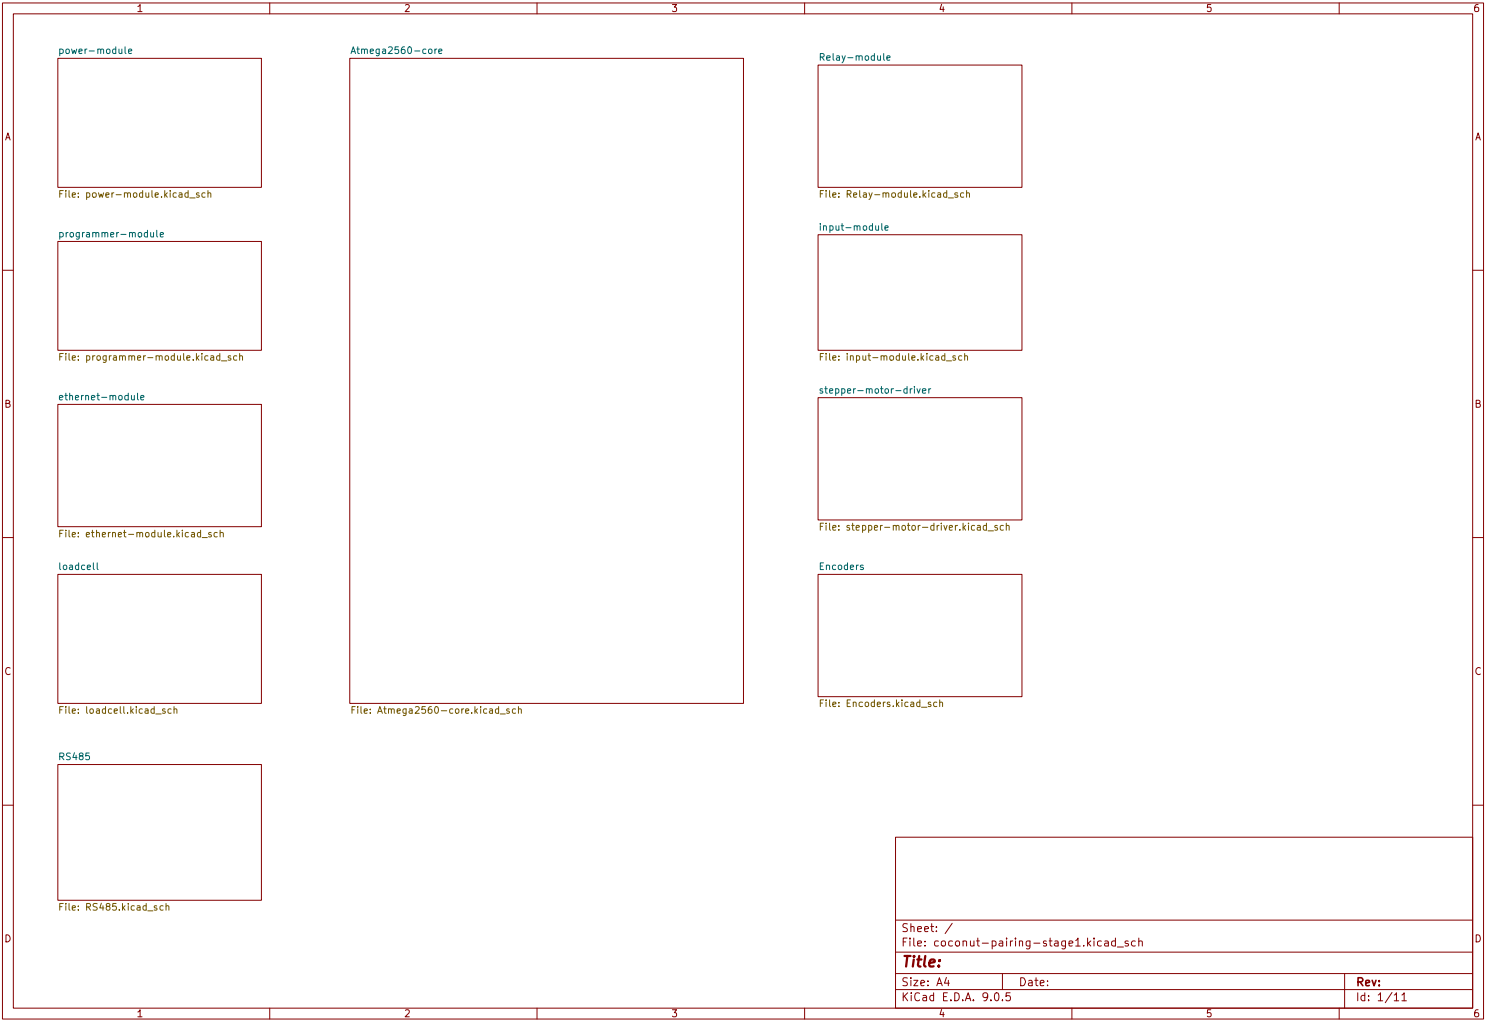 1 2 3 4 5 6
power-module
Atmega2560-core
Relay-module
A A
File: power-module.kicad_sch
File: Relay-module.kicad_sch
programmer-module
input-module
File: programmer-module.kicad_sch
File: input-module.kicad_sch
ethernet-module
stepper-motor-driver
B B
File: ethernet-module.kicad_sch
File: stepper-motor-driver.kicad_sch
loadcell
Encoders
C C
File: loadcell.kicad_sch
File: Atmega2560-core.kicad_sch
File: Encoders.kicad_sch
RS485
File: RS485.kicad_sch
Sheet: /
D D
File: coconut-pairing-stage1.kicad_sch
Title:
Size: A4 Date: Rev:
KiCad E.D.A. 9.0.5 Id: 1/11
1 2 3 4 5 6